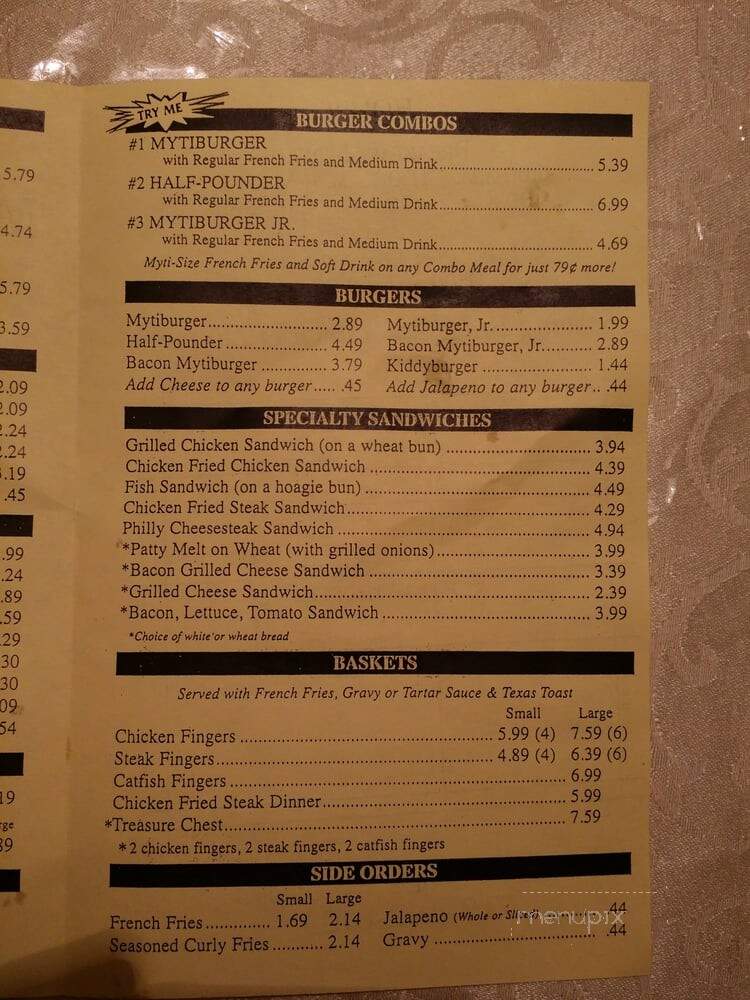 TRY ME
BURGER COMBOS
#1 MYTIBURGER
with Regular French Fries and Medium Drink 5.39
#2 HALF-POUNDER
with Regular French Fries and Medium Drink 6.99
#3 MYTIBURGER JR.
with Regular French Fries and Medium Drink 4.69
Myti-Size French Fries and Soft Drink on any Combo Meal for just 79¢ more!
BURGERS
Mytiburger 2.89 Mytiburger, Jr. 1.99
Half-Pounder 4.49 Bacon Mytiburger, Jr. 2.89
Bacon Mytiburger 3.79 Kiddyburger 1.44
Add Cheese to any burger .45 Add Jalapeno to any burger .44
SPECIALTY SANDWICHES
Grilled Chicken Sandwich (on a wheat bun) 3.94
Chicken Fried Chicken Sandwich 4.39
Fish Sandwich (on a hoagie bun) 4.49
Chicken Fried Steak Sandwich 4.29
Philly Cheesesteak Sandwich 4.94
*Patty Melt on Wheat (with grilled onions) 3.99
*Bacon Grilled Cheese Sandwich 3.39
*Grilled Cheese Sandwich 2.39
*Bacon, Lettuce, Tomato Sandwich 3.99
*Choice of white or wheat bread
BASKETS
Served with French Fries, Gravy or Tartar Sauce & Texas Toast
Small Large
Chicken Fingers 5.99 (4) 7.59 (6)
Steak Fingers 4.89 (4) 6.39 (6)
Catfish Fingers 6.99
Chicken Fried Steak Dinner 5.99
*Treasure Chest 7.59
*2 chicken fingers, 2 steak fingers, 2 catfish fingers
SIDE ORDERS
Small Large
French Fries 1.69 2.14 Jalapeno (Whole or Sliced) .44
Seasoned Curly Fries 2.14 Gravy .44
menupix
5.79
4.74
5.79
3.59
2.09
2.09
2.24
2.24
.19
.45
.99
.24
.89
.59
.29
.30
.30
.09
.54